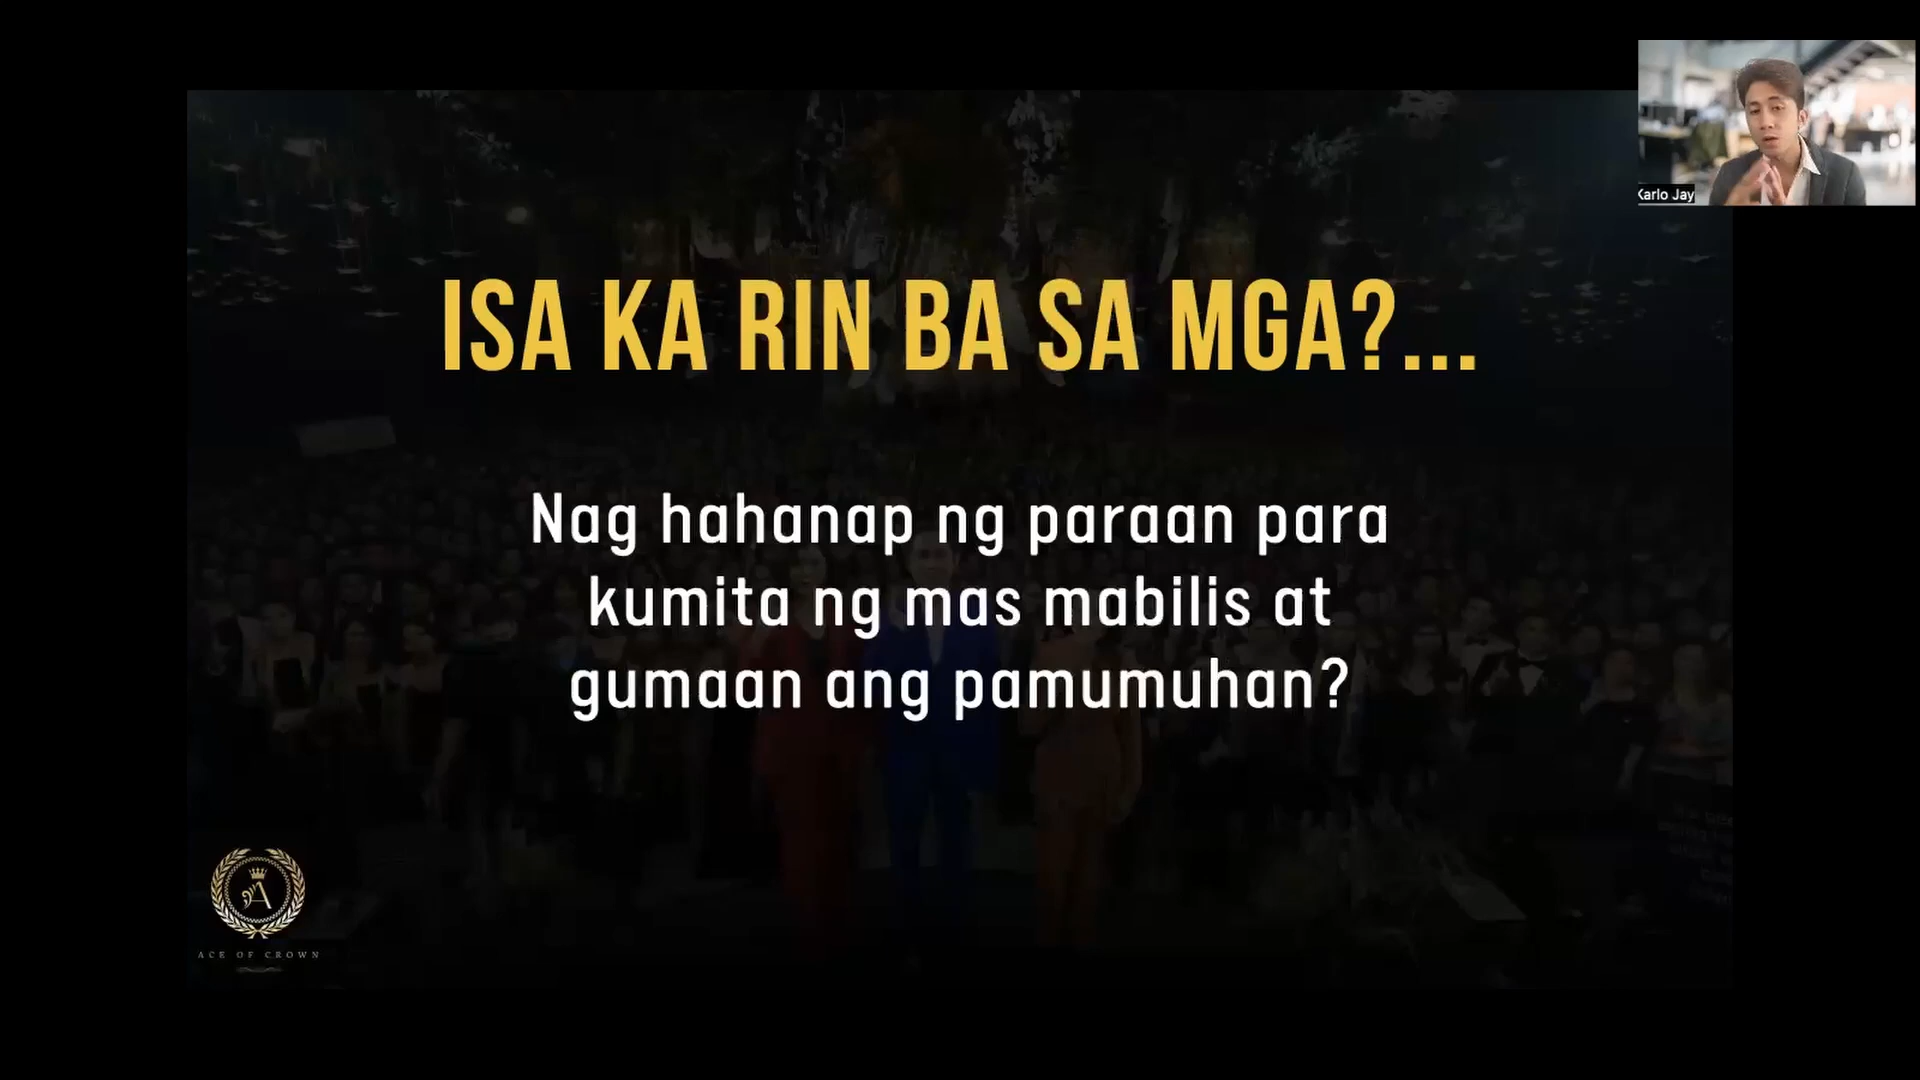 Karlo Jay
ISA KA RIN BA SA MGA?...
Nag hahanap ng paraan para
kumita ng mas mabilis at
gumaan ang pamumuhan?
A
ACE OF CROWN